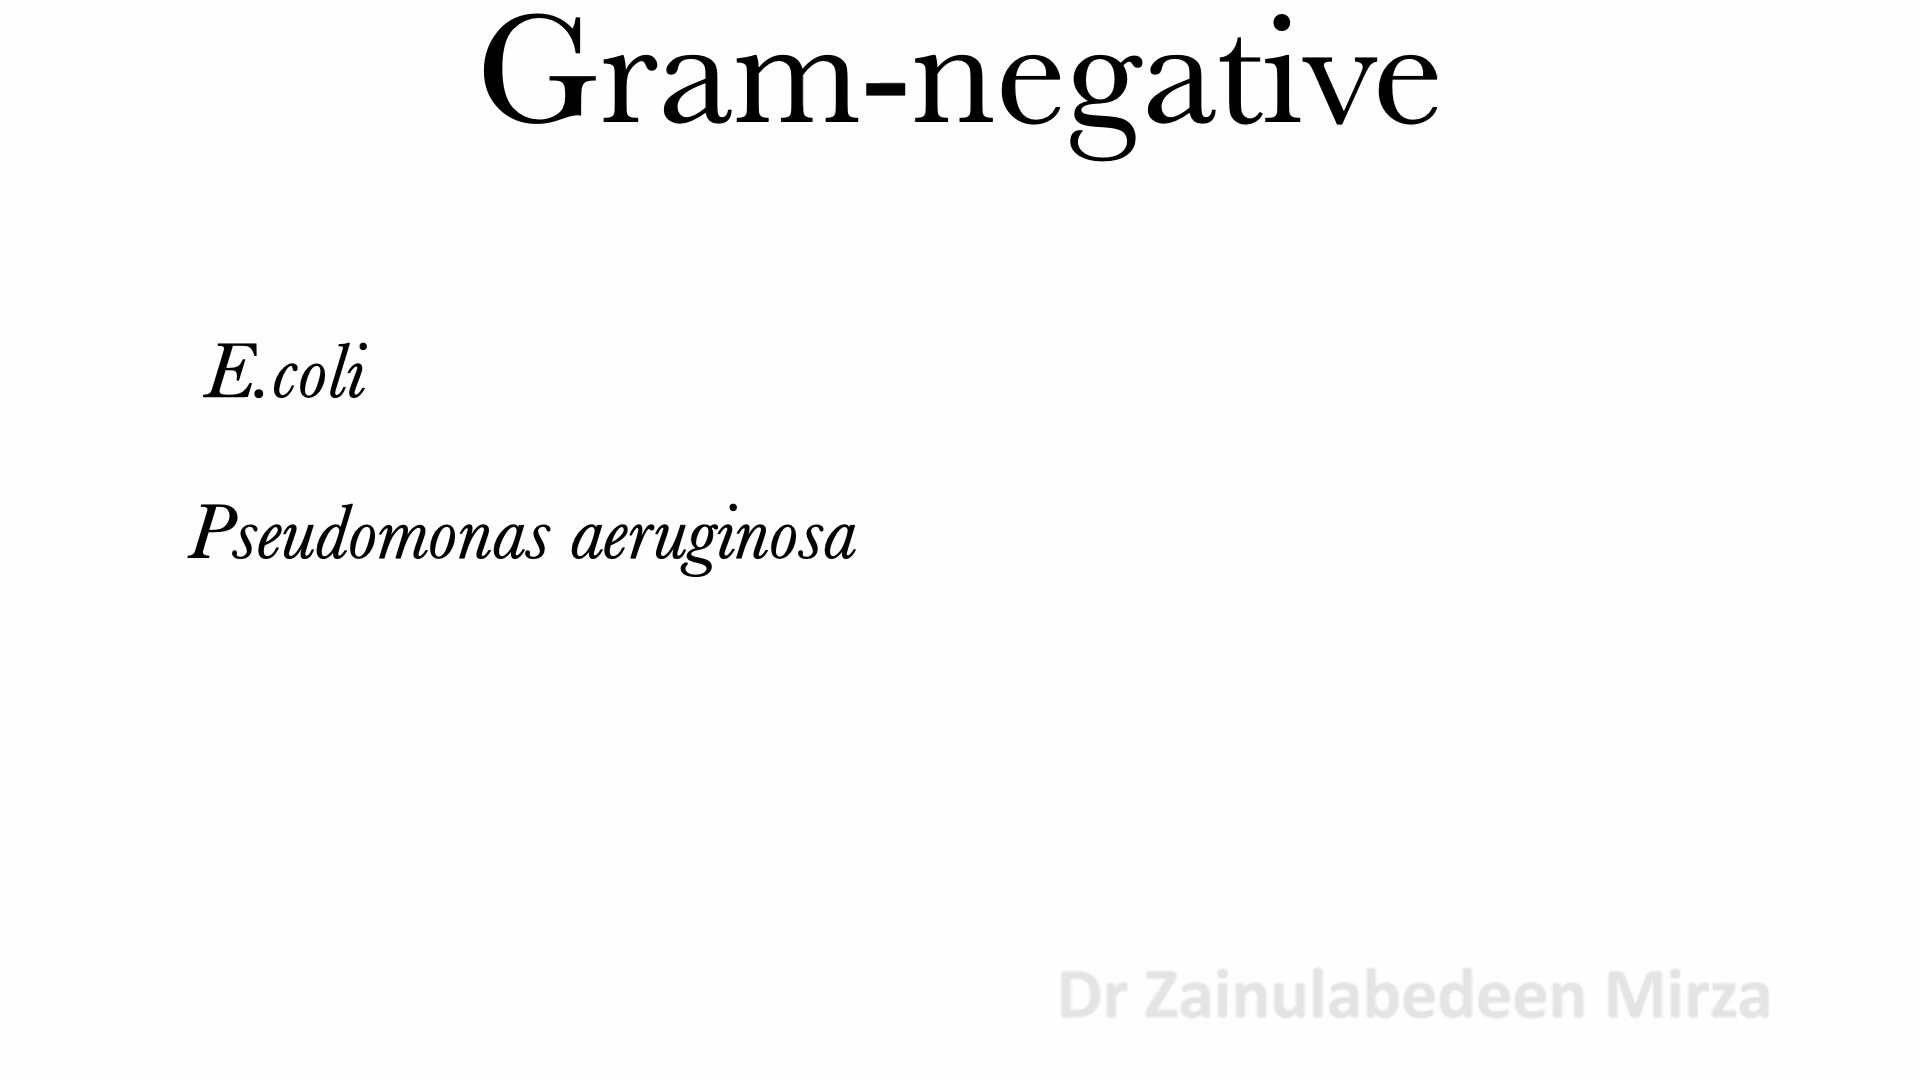 Gram-negative
E.coli
Pseudomonas aeruginosa
Dr Zainulabedeen Mirza